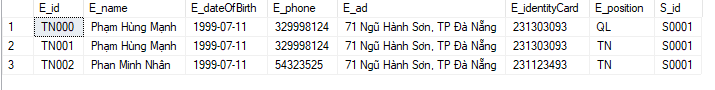 E_id E_name E_dateOfBirth E_phone E_ad E_identityCard E_position S_id
1 TN000 Phạm Hùng Mạnh 1999-07-11 329998124 71 Ngũ Hành Sơn, TP Đà Nẵng 231303093 QL S0001
2 TN001 Phạm Hùng Mạnh 1999-07-11 329998124 71 Ngũ Hành Sơn, TP Đà Nẵng 231303093 TN S0001
3 TN002 Phan Minh Nhân 1999-07-11 54323525 71 Ngũ Hành Sơn, TP Đà Nẵng 231123493 TN S0001